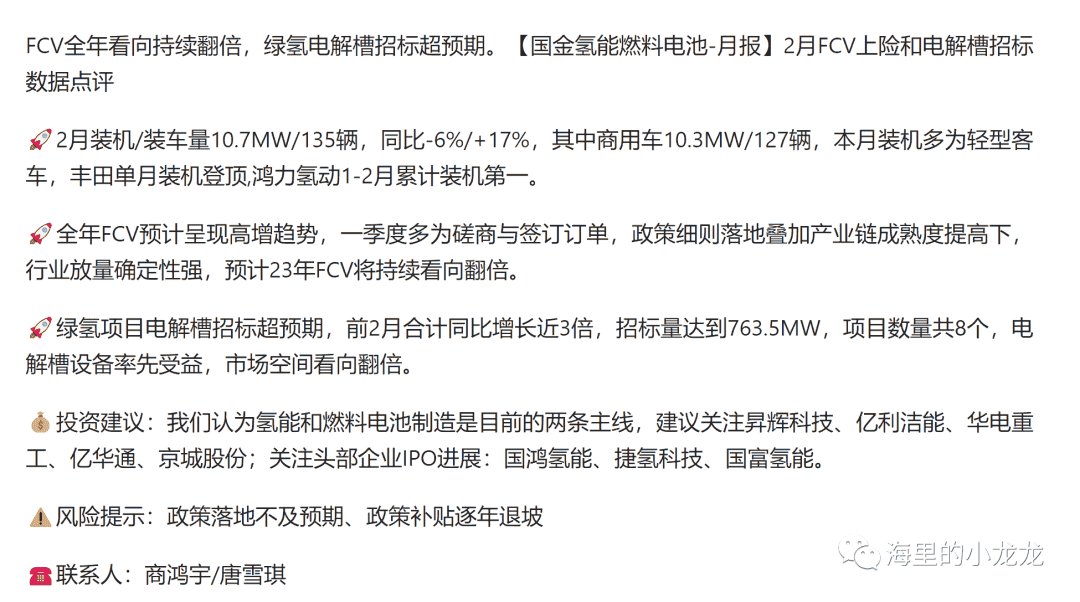 FCV全年看向持续翻倍，绿氢电解槽招标超预期。【国金氢能燃料电池-月报】2月FCV上险和电解槽招标
数据点评
🚀2月装机/装车量10.7MW/135辆，同比-6%/+17%，其中商用车10.3MW/127辆，本月装机多为轻型客
车，丰田单月装机登顶,鸿力氢动1-2月累计装机第一。
🚀全年FCV预计呈现高增趋势，一季度多为磋商与签订订单，政策细则落地叠加产业链成熟度提高下，
行业放量确定性强，预计23年FCV将持续看向翻倍。
🚀绿氢项目电解槽招标超预期，前2月合计同比增长近3倍，招标量达到763.5MW，项目数量共8个，电
解槽设备率先受益，市场空间看向翻倍。
💰投资建议：我们认为氢能和燃料电池制造是目前的两条主线，建议关注昇辉科技、亿利洁能、华电重
工、亿华通、京城股份；关注头部企业IPO进展：国鸿氢能、捷氢科技、国富氢能。
⚠️风险提示：政策落地不及预期、政策补贴逐年退坡
☎️联系人：商鸿宇/唐雪琪
海里的小龙龙